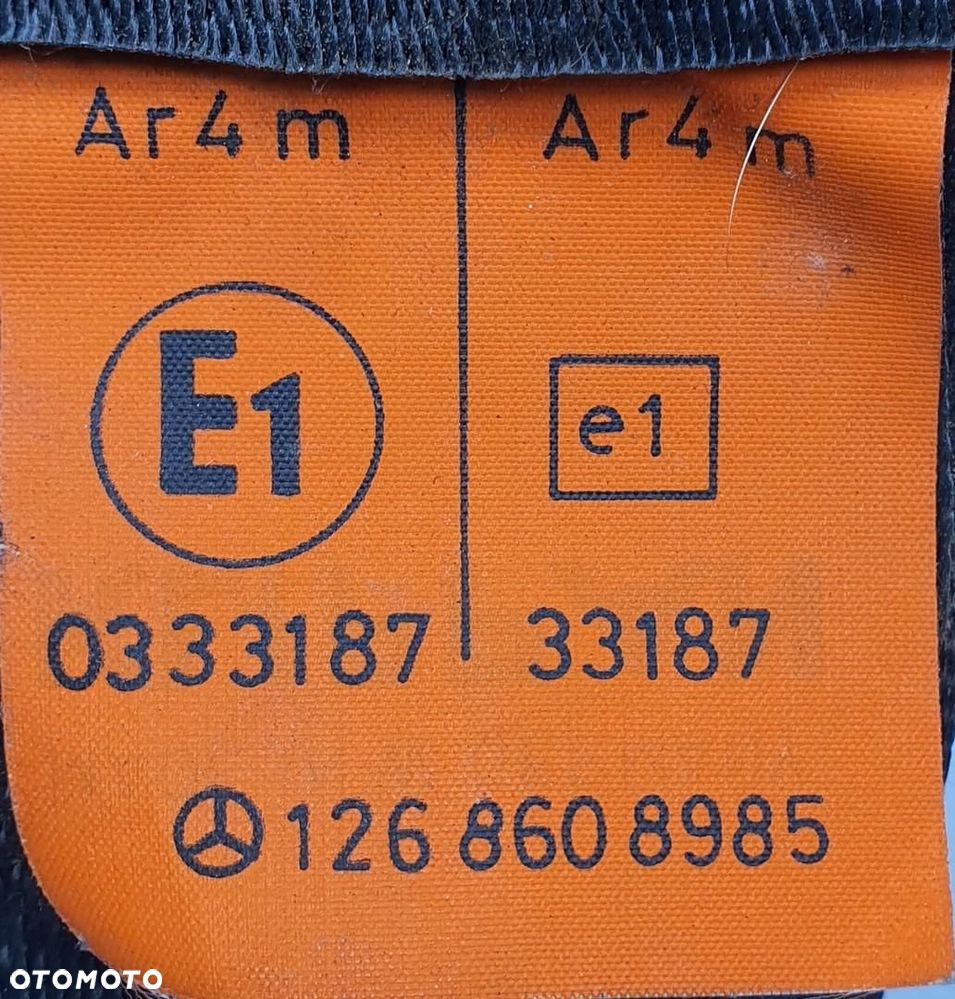 Ar4m Ar4m
E1 e1
0333187 33187
126 860 8985
OTOMOTO